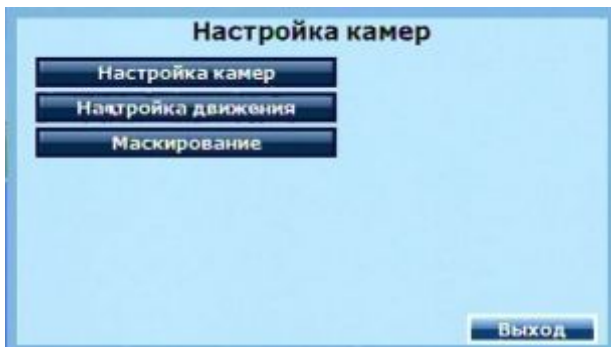 Настройка камер
Настройка камер
Настройка движения
Маскирование
Выход